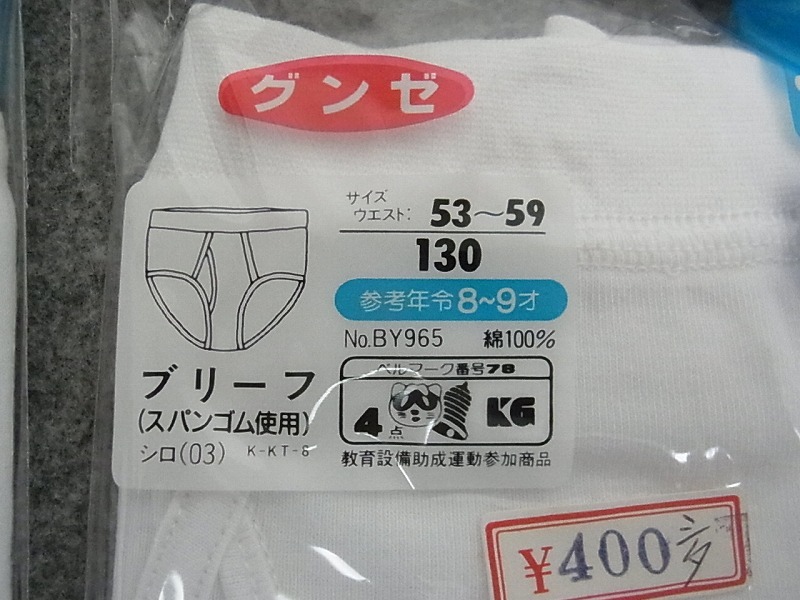 グンゼ
サイズ
ウエスト: 53~59
130
参考年令8~9才
No.BY965 綿100%
ブリーフ
(スパンゴム使用)
シロ(03) K-KT-8
ベルマーク番号78
4点 KG
教育設備助成運動参加商品
¥400